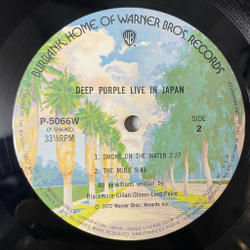 BURBANK, HOME OF WARNER BROS. RECORDS
WB
DEEP PURPLE LIVE IN JAPAN
P-5066W
33⅓RPM
SIDE
2
1. SMOKE ON THE WATER 7:27
2. THE MULE 9:43
All selections written by
Blackmore-Gillan-Glover-Lord-Paice
℗ 1972 Warner Bros. Records Inc.